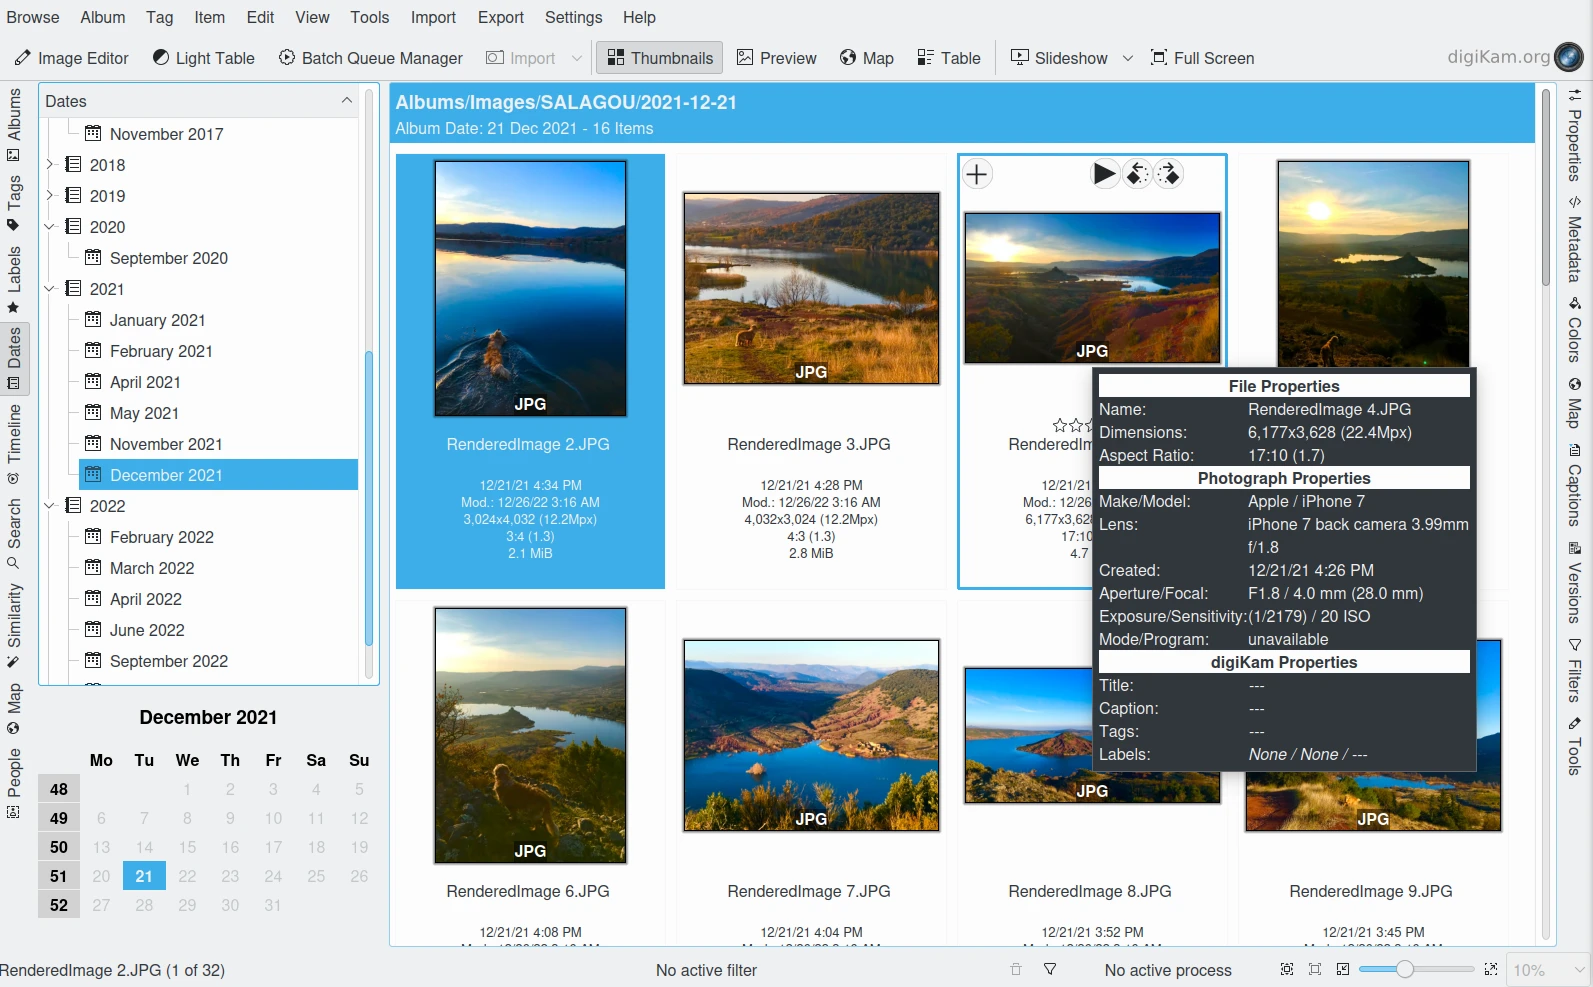 Browse Album Tag Item Edit View Tools Import Export Settings Help
Image Editor Light Table Batch Queue Manager Import Thumbnails Preview Map Table Slideshow Full Screen digiKam.org
Albums
Tags
Labels
Dates
Timeline
Search
Similarity
Map
People
Dates
November 2017
2018
2019
2020
September 2020
2021
January 2021
February 2021
April 2021
May 2021
November 2021
December 2021
2022
February 2022
March 2022
April 2022
June 2022
September 2022
December 2021
Mo Tu We Th Fr Sa Su
48 1 2 3 4 5
49 6 7 8 9 10 11 12
50 13 14 15 16 17 18 19
51 20 21 22 23 24 25 26
52 27 28 29 30 31
Albums/Images/SALAGOU/2021-12-21
Album Date: 21 Dec 2021 - 16 Items
JPG
RenderedImage 2.JPG
12/21/21 4:34 PM
Mod.: 12/26/22 3:16 AM
3,024x4,032 (12.2Mpx)
3:4 (1.3)
2.1 MiB
JPG
RenderedImage 3.JPG
12/21/21 4:28 PM
Mod.: 12/26/22 3:16 AM
4,032x3,024 (12.2Mpx)
4:3 (1.3)
2.8 MiB
JPG
12/21/21
Mod.: 12/26
17:10
4.7
File Properties
Name: RenderedImage 4.JPG
Dimensions: 6,177x3,628 (22.4Mpx)
Aspect Ratio: 17:10 (1.7)
Photograph Properties
Make/Model: Apple / iPhone 7
Lens: iPhone 7 back camera 3.99mm
f/1.8
Created: 12/21/21 4:26 PM
Aperture/Focal: F1.8 / 4.0 mm (28.0 mm)
Exposure/Sensitivity: (1/2179) / 20 ISO
Mode/Program: unavailable
digiKam Properties
Title: ---
Caption: ---
Tags: ---
Labels: None / None / ---
JPG
RenderedImage 6.JPG
12/21/21 4:08 PM
JPG
RenderedImage 7.JPG
12/21/21 4:04 PM
JPG
RenderedImage 8.JPG
12/21/21 3:52 PM
JPG
RenderedImage 9.JPG
12/21/21 3:45 PM
Properties
Metadata
Colors
Map
Captions
Versions
Filters
Tools
RenderedImage 2.JPG (1 of 32) No active filter No active process 10%